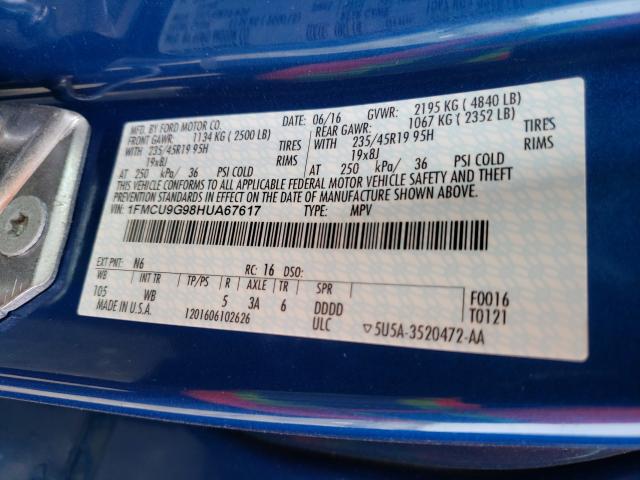 MFD. BY FORD MOTOR CO.
DATE: 06/16 GVWR: 2195 KG ( 4840 LB)
FRONT GAWR: 1134 KG ( 2500 LB)
REAR GAWR: 1067 KG ( 2352 LB)
WITH 235/45R19 95H TIRES
WITH 235/45R19 95H TIRES
19x8J RIMS
19x8J RIMS
AT 250 kPa/ 36 PSI COLD
AT 250 kPa/ 36 PSI COLD
THIS VEHICLE CONFORMS TO ALL APPLICABLE FEDERAL MOTOR VEHICLE SAFETY AND THEFT
PREVENTION STANDARDS IN EFFECT ON THE DATE OF MANUFACTURE SHOWN ABOVE.
VIN: 1FMCU9G98HUA67617 TYPE: MPV
EXT PNT: N6 RC: 16 DSO:
WB INT TR TP/PS R AXLE TR SPR
105 WB 5 3A 6 DDDD F0016
MADE IN U.S.A. 1201606102626 ULC T0121
▽5U5A-3520472-AA